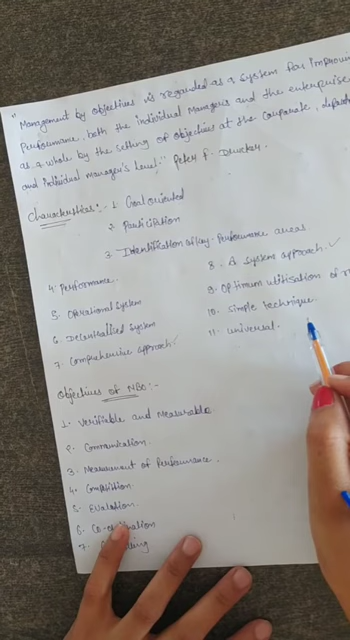 "Management by Objectives is regarded as a system for improvi
Performance, both the individual Managers and the enterprise
as a whole by the setting of objectives at the corporate, depart
and individual manager's level." Peter F. Drucker.
Characteristics:- 1. Goal oriented
2. Participation
3. Identification of key-Performance areas
4. Performance.
5. Operational System
6. Decentralised System
7. Comprehensive approach ✓
8. A System approach ✓
9. Optimum utilisation of r
10. Simple technique
11. universal.
Objectives of MBO:-
1. Verifiable and Measurable
2. Communication.
3. Measurement of Performance.
4. Competition.
5. Evalution.
6. Co-ordination
7.